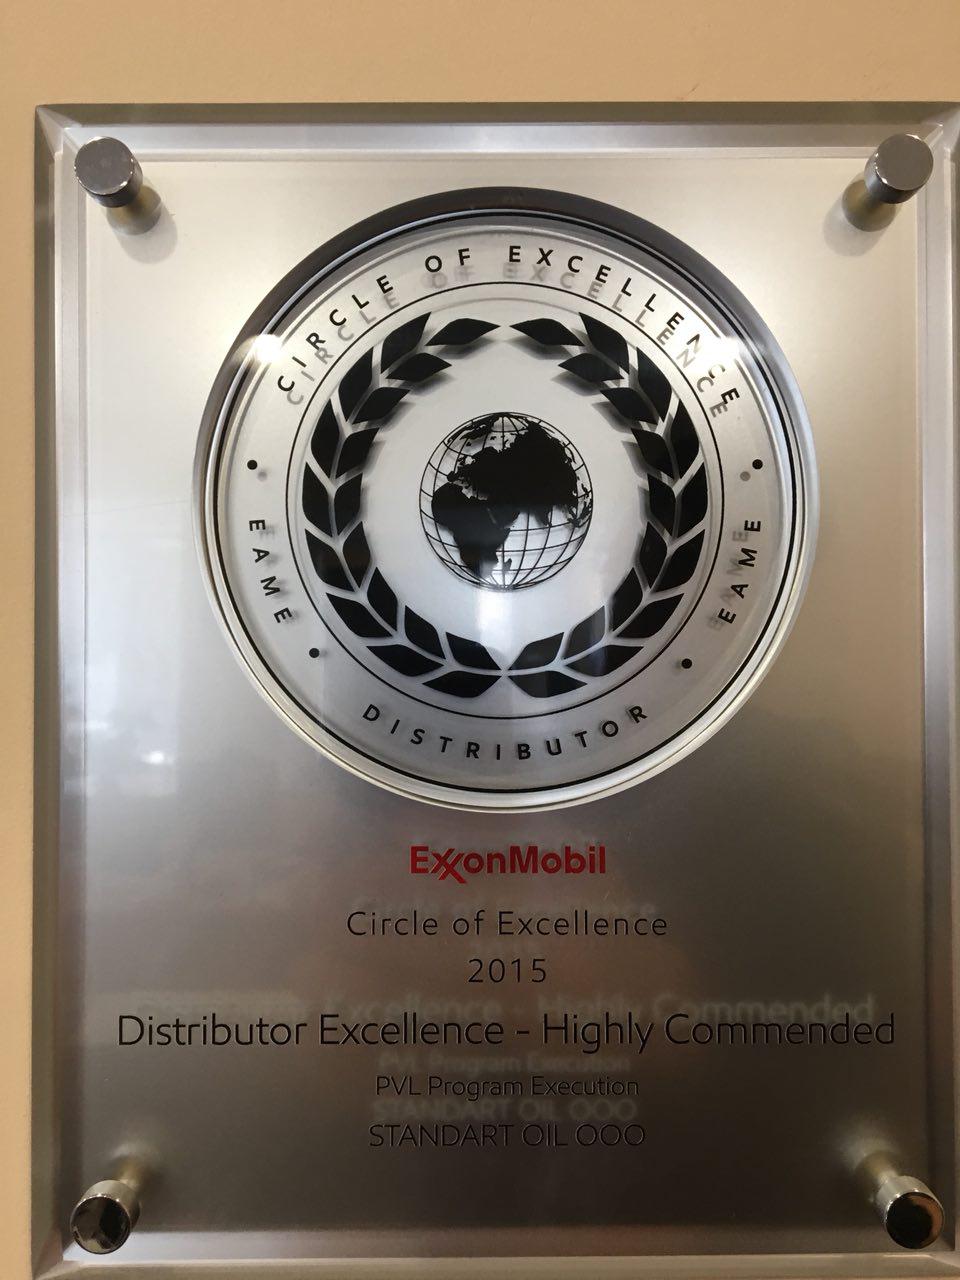 CIRCLE OF EXCELLENCE
EAME
EAME
DISTRIBUTOR
ExxonMobil
Circle of Excellence
2015
Distributor Excellence - Highly Commended
PVL Program Execution
STANDART OIL OOO